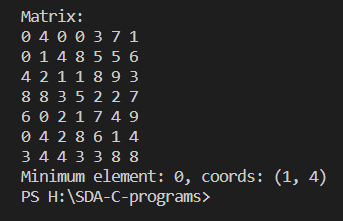 Matrix:
0 4 0 0 3 7 1
0 1 4 8 5 5 6
4 2 1 1 8 9 3
8 8 3 5 2 2 7
6 0 2 1 7 4 9
0 4 2 8 6 1 4
3 4 4 3 3 8 8
Minimum element: 0, coords: (1, 4)
PS H:\SDA-C-programs>